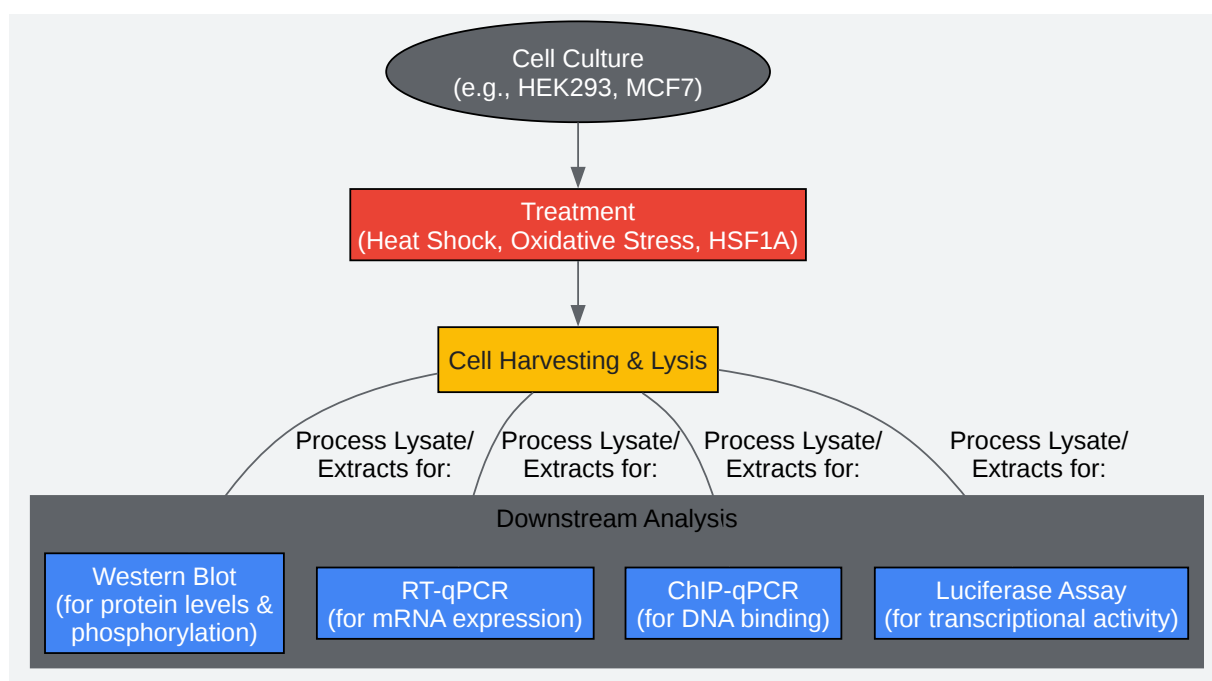 Cell Culture
(e.g., HEK293, MCF7)
Treatment
(Heat Shock, Oxidative Stress, HSF1A)
Cell Harvesting & Lysis
Process Lysate/
Extracts for:
Process Lysate/
Extracts for:
Process Lysate/
Extracts for:
Process Lysate/
Extracts for:
Downstream Analysis
Western Blot
(for protein levels &
phosphorylation)
RT-qPCR
(for mRNA expression)
ChIP-qPCR
(for DNA binding)
Luciferase Assay
(for transcriptional activity)